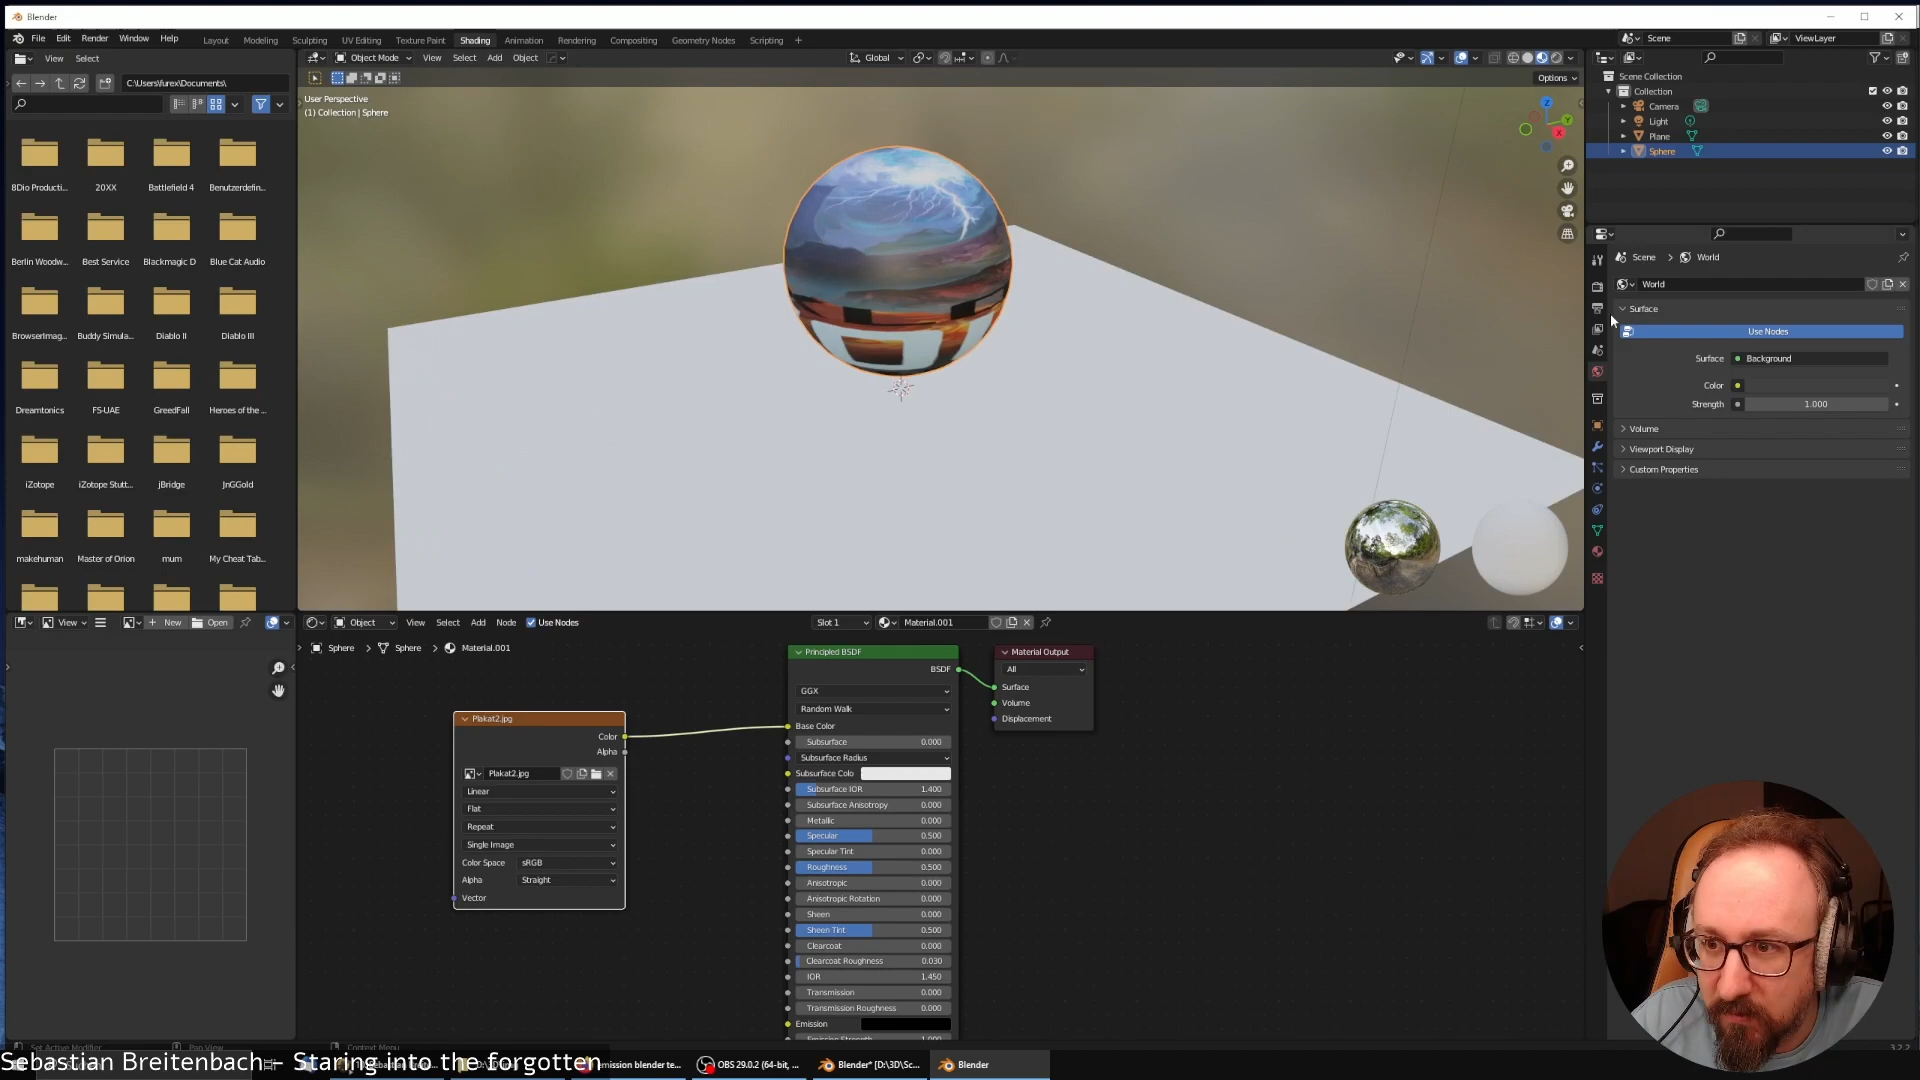 Blender
File Edit Render Window Help
Layout Modeling Sculpting UV Editing Texture Paint Shading Animation Rendering Compositing Geometry Nodes Scripting +
Scene ViewLayer
View Select
Object Mode View Select Add Object
Global
C:\Users\furex\Documents\
Options
User Perspective
(1) Collection | Sphere
Z
Y
X
Scene Collection
Collection
Camera
Light
Plane
Sphere
8Dio Producti... 20XX Battlefield 4 Benutzerdefin...
Berlin Woodw... Best Service Blackmagic D Blue Cat Audio
BrowserImag... Buddy Simula... Diablo II Diablo III
Dreamtonics FS-UAE GreedFall Heroes of the ...
iZotope iZotope Stutt... jBridge JnGGold
makehuman Master of Orion mum My Cheat Tab...
Scene > World
World
Surface
Use Nodes
Surface Background
Color
Strength 1.000
Volume
Viewport Display
Custom Properties
View + New Open
Object View Select Add Node Use Nodes Slot 1 Material.001
Sphere > Sphere > Material.001
Plakat2.jpg
Color
Alpha
Plakat2.jpg
Linear
Flat
Repeat
Single Image
Color Space sRGB
Alpha Straight
Vector
Principled BSDF
BSDF
GGX
Random Walk
Base Color
Subsurface 0.000
Subsurface Radius
Subsurface Colo
Subsurface IOR 1.400
Subsurface Anisotropy 0.000
Metallic 0.000
Specular 0.500
Specular Tint 0.000
Roughness 0.500
Anisotropic 0.000
Anisotropic Rotation 0.000
Sheen 0.000
Sheen Tint 0.500
Clearcoat 0.000
Clearcoat Roughness 0.030
IOR 1.450
Transmission 0.000
Transmission Roughness 0.000
Emission
Material Output
All
Surface
Volume
Displacement
Set Active Modifier Pan View Context Menu
3.2.2
Sebastian Breitenbach – Staring into the forgotten
emission blender te... OBS 29.0.2 (64-bit, ... Blender* [D:\3D\Sc... Blender